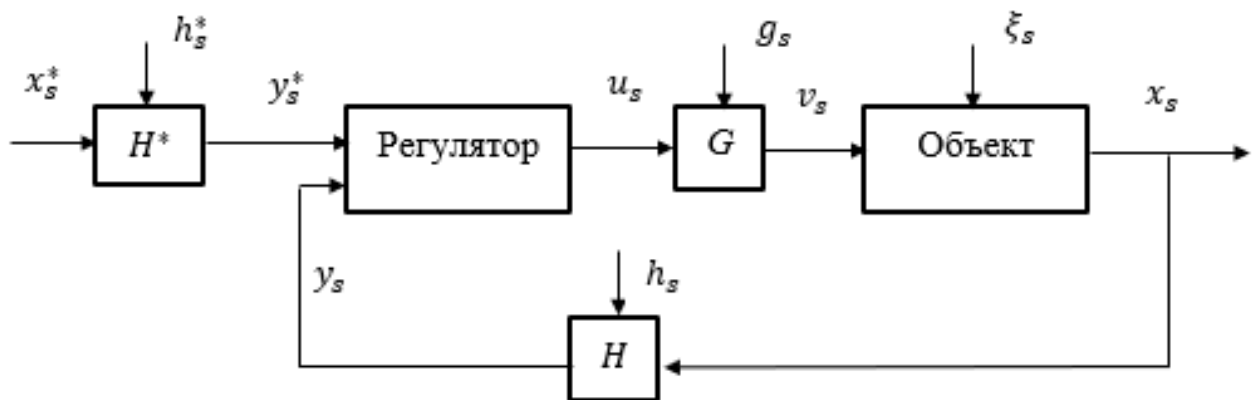 h*ₛ
gₛ
ξₛ
x*ₛ
y*ₛ
uₛ
vₛ
xₛ
H*
Регулятор
G
Объект
yₛ
hₛ
H